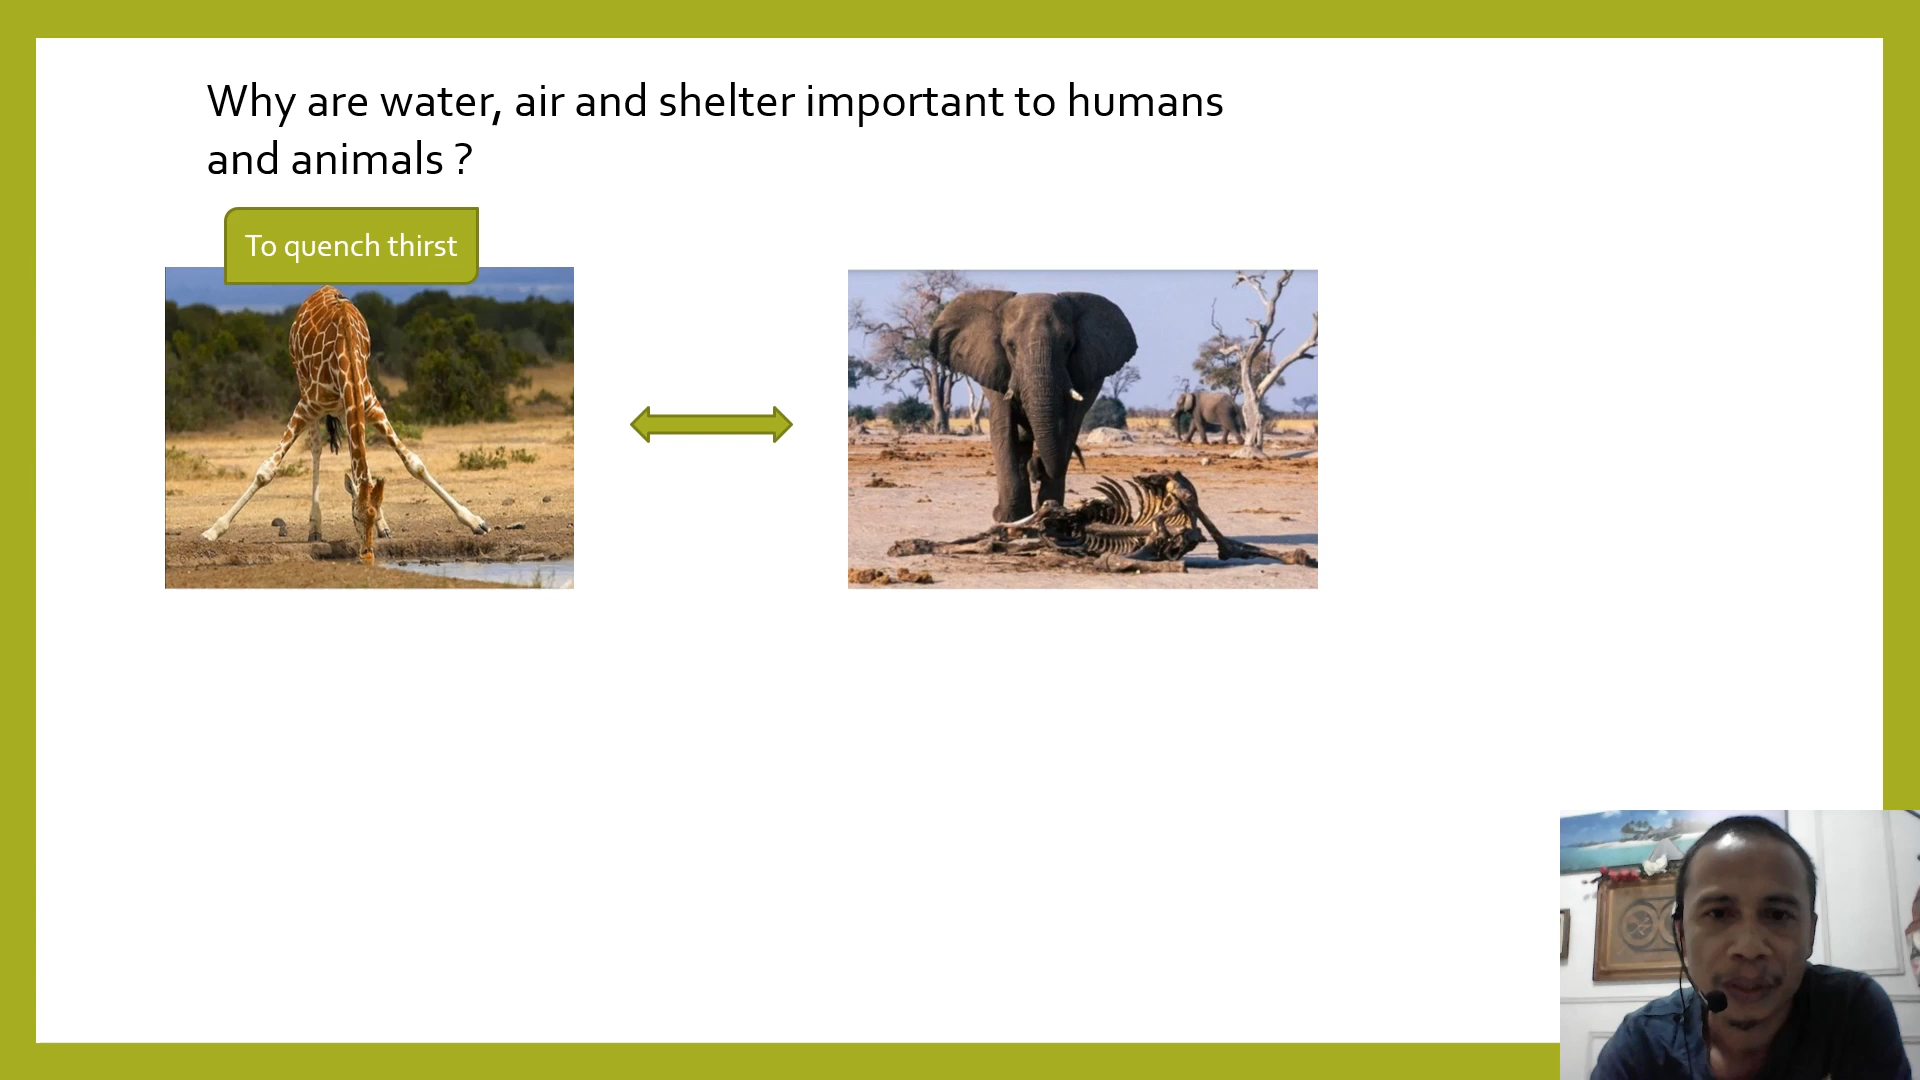 Why are water, air and shelter important to humans
and animals ?
To quench thirst